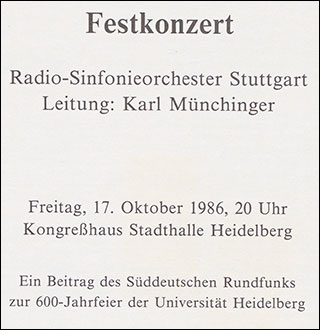 Festkonzert
Radio-Sinfonieorchester Stuttgart
Leitung: Karl Münchinger
Freitag, 17. Oktober 1986, 20 Uhr
Kongreßhaus Stadthalle Heidelberg
Ein Beitrag des Süddeutschen Rundfunks
zur 600-Jahrfeier der Universität Heidelberg